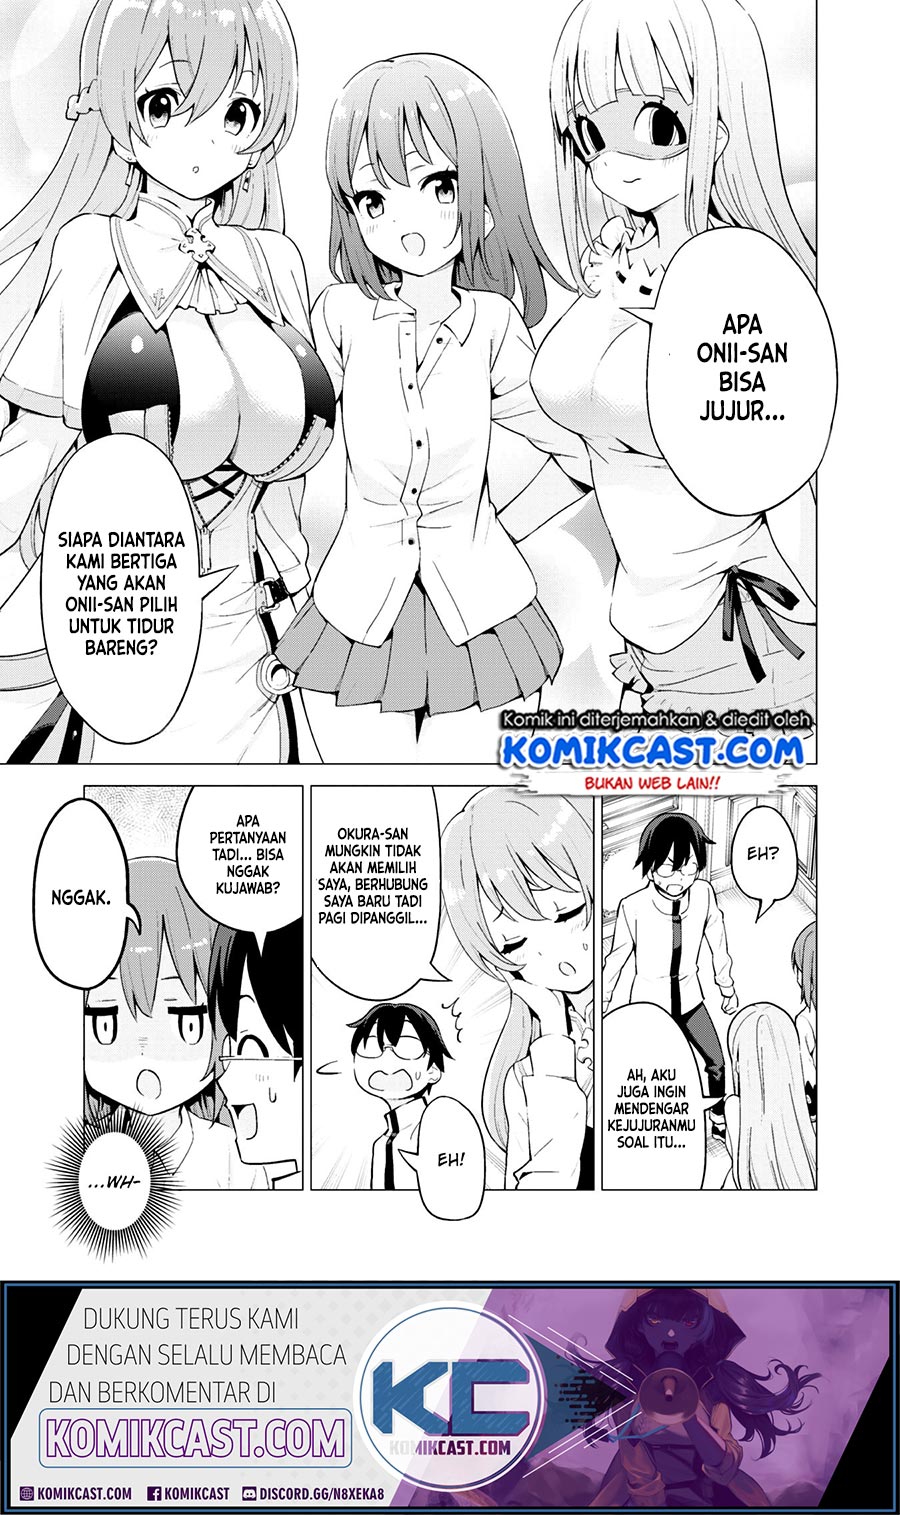 APA
ONII-SAN
BISA
JUJUR...
SIAPA DIANTARA
KAMI BERTIGA
YANG AKAN
ONII-SAN PILIH
UNTUK TIDUR
BARENG?
Komik ini diterjemahkan & diedit oleh
KOMIKCAST.COM
BUKAN WEB LAIN!!
EH?
AH, AKU
JUGA INGIN
MENDENGAR
KEJUJURANMU
SOAL ITU...
OKURA-SAN
MUNGKIN TIDAK
AKAN MEMILIH
SAYA, BERHUBUNG
SAYA BARU TADI
PAGI DIPANGGIL...
EH!
APA
PERTANYAAN
TADI... BISA
NGGAK
KUJAWAB?
NGGAK.
...WH-
DUKUNG TERUS KAMI
DENGAN SELALU MEMBACA
DAN BERKOMENTAR DI
KOMIKCAST.COM
KC
KOMIKCAST.COM
KOMIKCAST.COM
KOMIKCAST
DISCORD.GG/N8XEKA8